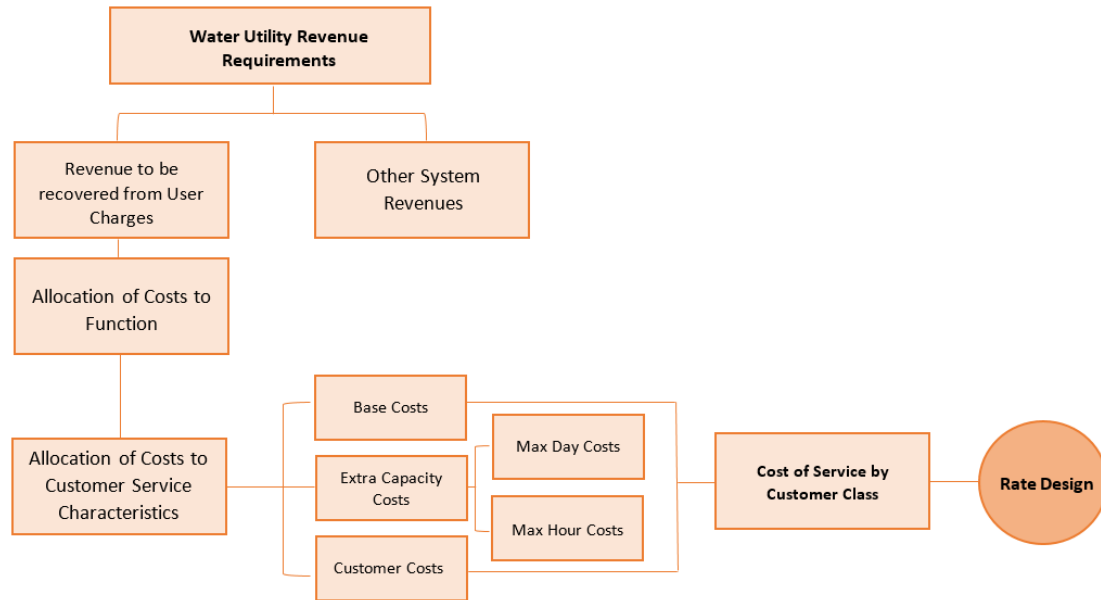 Water Utility Revenue
Requirements
Revenue to be
recovered from User
Charges
Other System
Revenues
Allocation of Costs to
Function
Allocation of Costs to
Customer Service
Characteristics
Base Costs
Extra Capacity
Costs
Customer Costs
Max Day Costs
Max Hour Costs
Cost of Service by
Customer Class
Rate Design